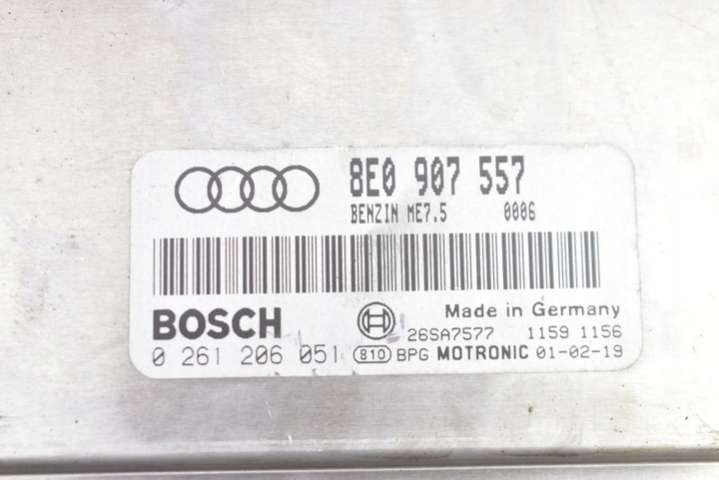 8E0 907 557
BENZIN ME7.5 0006
BOSCH Made in Germany
26SA7577 1159 1156
0 261 206 051 810 BPG MOTRONIC 01-02-19